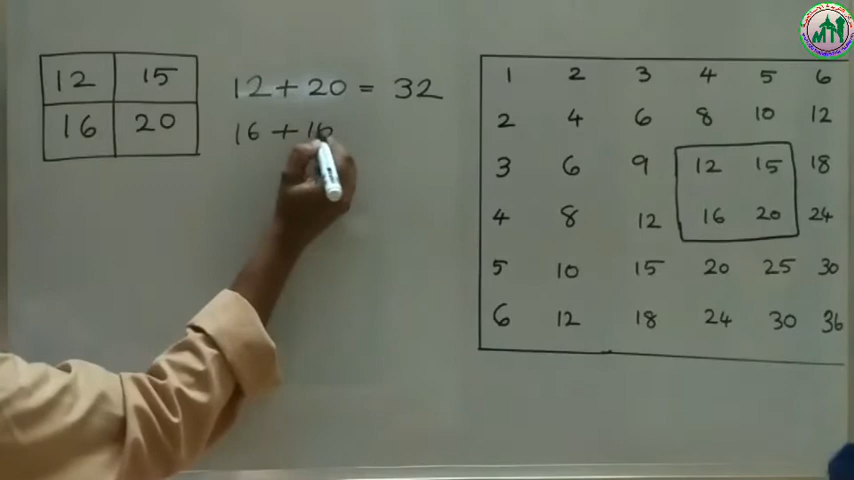 12 15
16 20
12 + 20 = 32
16 + 16
1 2 3 4 5 6
2 4 6 8 10 12
3 6 9 12 15 18
4 8 12 16 20 24
5 10 15 20 25 30
6 12 18 24 30 36